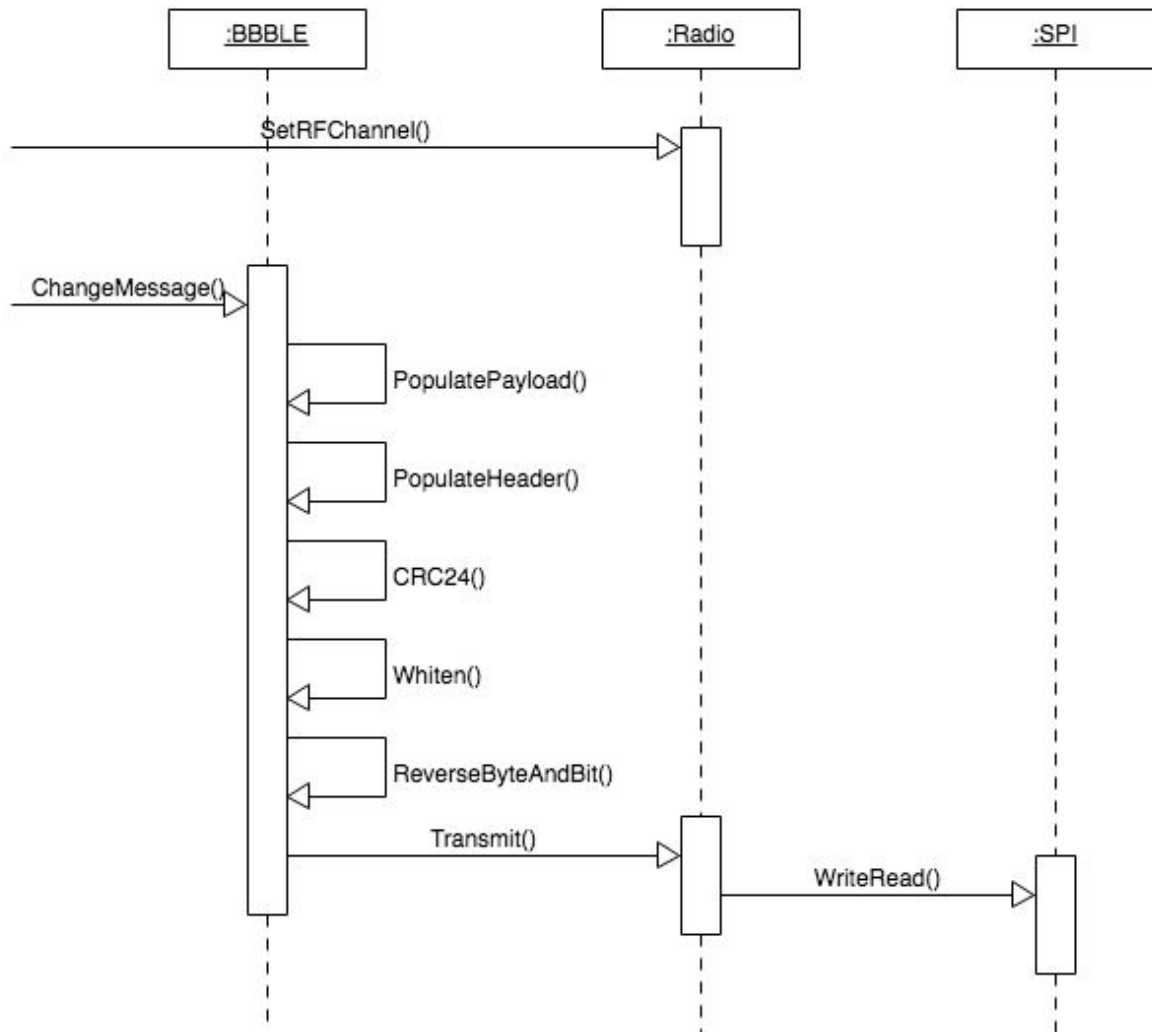 :BBBLE
:Radio
:SPI
SetRFChannel()
ChangeMessage()
PopulatePayload()
PopulateHeader()
CRC24()
Whiten()
ReverseByteAndBit()
Transmit()
WriteRead()